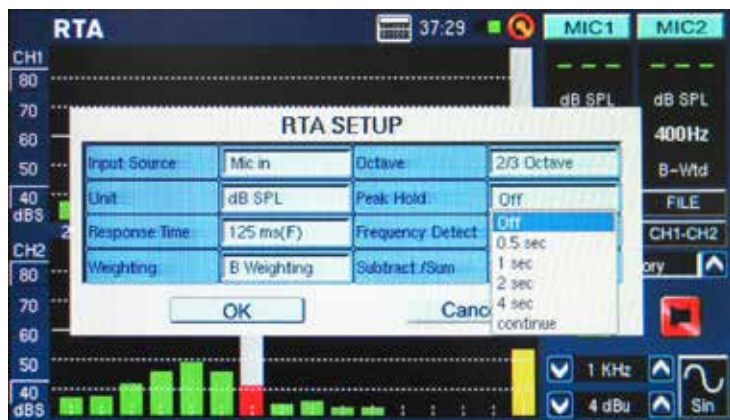 RTA 37:29 MIC1 MIC2
CH1
80
70
60
50
40
dBS
dB SPL dB SPL
400Hz
B-Wtd
FILE
CH1-CH2
ory
RTA SETUP
Input Source Mic in Octave 2/3 Octave
Unit dB SPL Peak Hold Off
Response Time 125 ms(F) Frequency Detect
Weighting B Weighting Subtract /Sum
Off
0.5 sec
1 sec
2 sec
4 sec
continue
OK Canc
CH2
80
70
60
50
40
dBS
1 KHz
4 dBu Sin